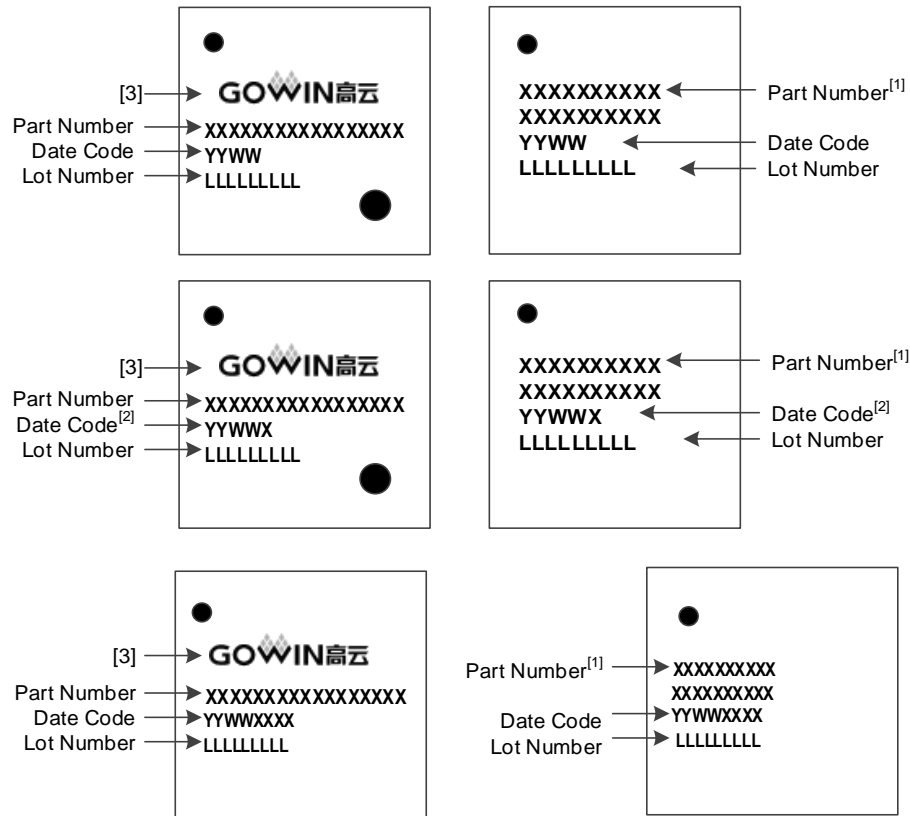 [3] GOWIN高云
Part Number XXXXXXXXXXXXXXXXX
Date Code YYWW
Lot Number LLLLLLLLL
XXXXXXXXXX Part Number[1]
XXXXXXXXXX
YYWW Date Code
LLLLLLLLL Lot Number
[3] GOWIN高云
Part Number XXXXXXXXXXXXXXXXX
Date Code[2] YYWWX
Lot Number LLLLLLLLL
XXXXXXXXXX Part Number[1]
XXXXXXXXXX
YYWWX Date Code[2]
LLLLLLLLL Lot Number
[3] GOWIN高云
Part Number XXXXXXXXXXXXXXXXX
Date Code YYWWXXXX
Lot Number LLLLLLLLL
Part Number[1] XXXXXXXXXX
XXXXXXXXXX
Date Code YYWWXXXX
Lot Number LLLLLLLLL